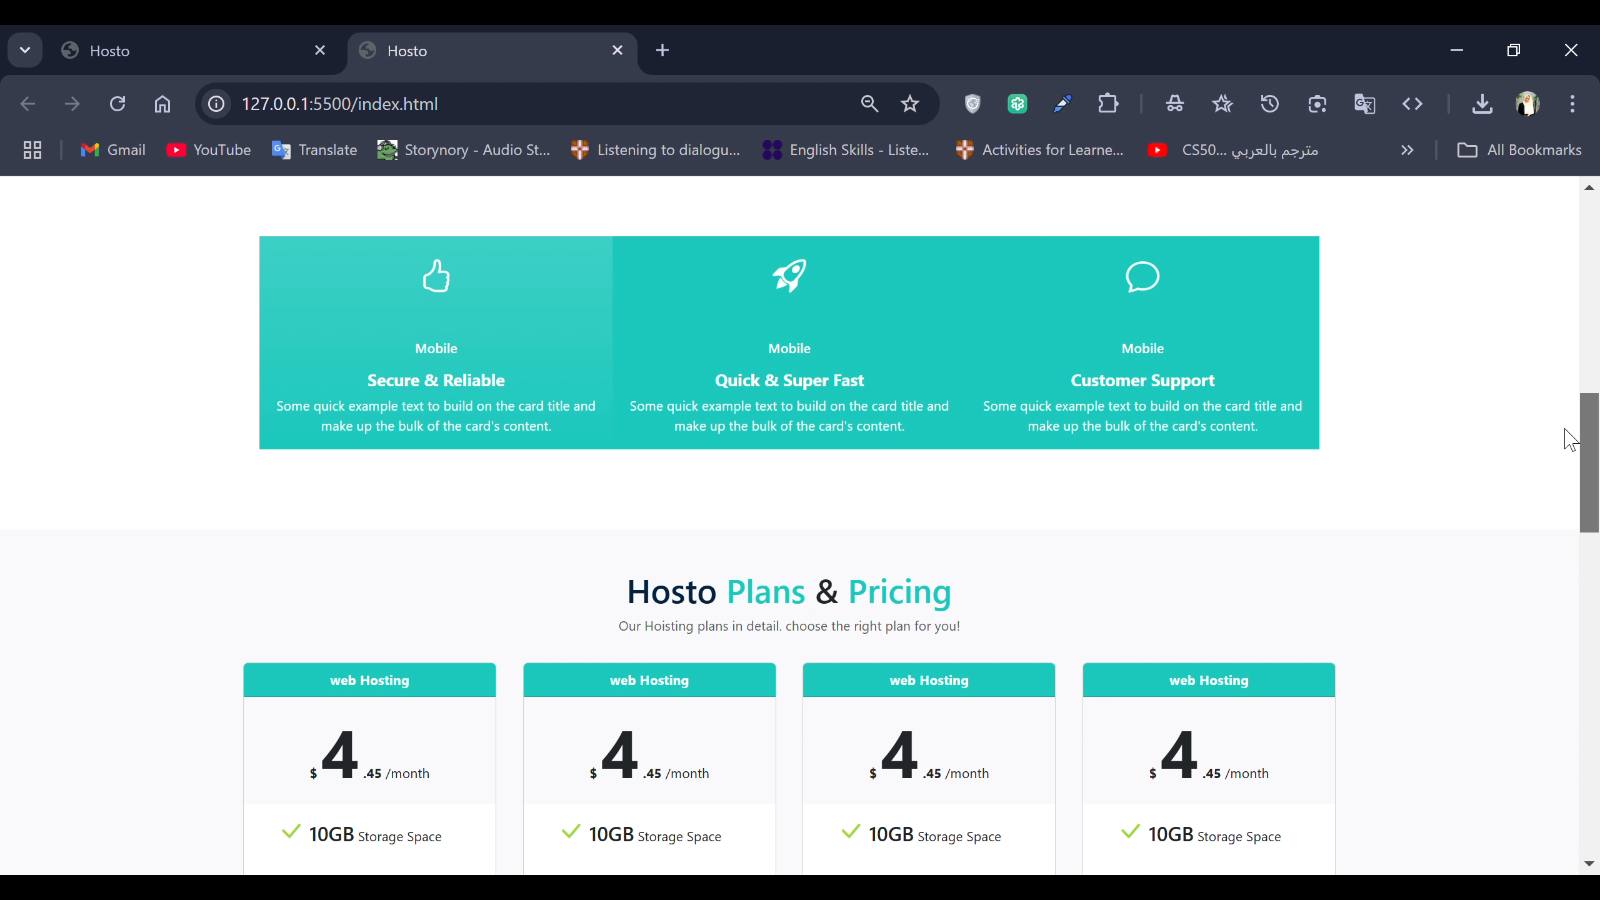 Hosto
Hosto
127.0.0.1:5500/index.html
Gmail
YouTube
Translate
Storynory - Audio St...
Listening to dialogu...
English Skills - Liste...
Activities for Learne...
CS50... مترجم بالعربي
All Bookmarks
Mobile
Secure & Reliable
Some quick example text to build on the card title and
make up the bulk of the card's content.
Mobile
Quick & Super Fast
Some quick example text to build on the card title and
make up the bulk of the card's content.
Mobile
Customer Support
Some quick example text to build on the card title and
make up the bulk of the card's content.
Hosto Plans & Pricing
Our Hoisting plans in detail. choose the right plan for you!
web Hosting
$ 4 .45 /month
10GB Storage Space
web Hosting
$ 4 .45 /month
10GB Storage Space
web Hosting
$ 4 .45 /month
10GB Storage Space
web Hosting
$ 4 .45 /month
10GB Storage Space